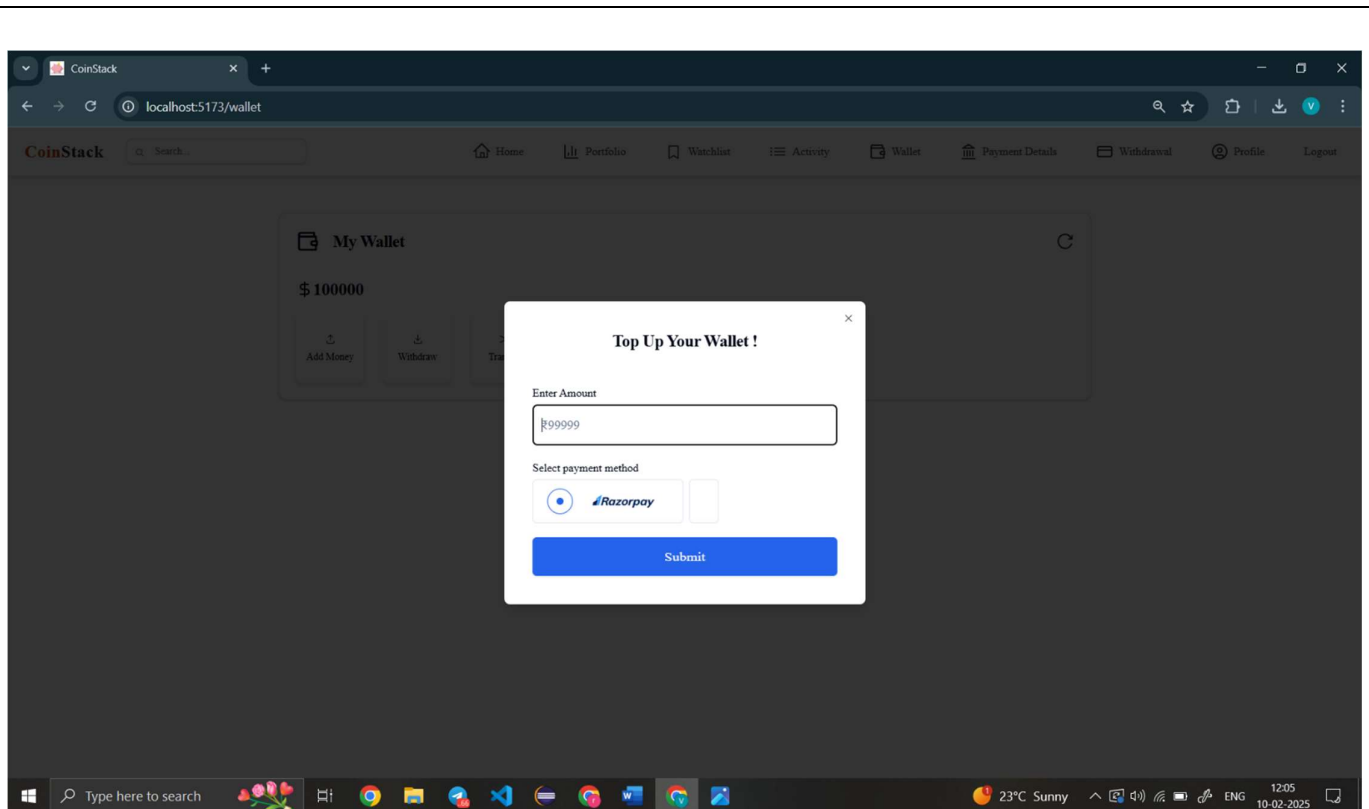 CoinStack
localhost:5173/wallet
V
CoinStack Search... Home Portfolio Watchlist Activity Wallet Payment Details Withdrawal Profile Logout
My Wallet
$ 100000
Add Money Withdraw
Top Up Your Wallet !
Enter Amount
₹99999
Select payment method
Razorpay
Submit
Type here to search
23°C Sunny
ENG
12:05
10-02-2025